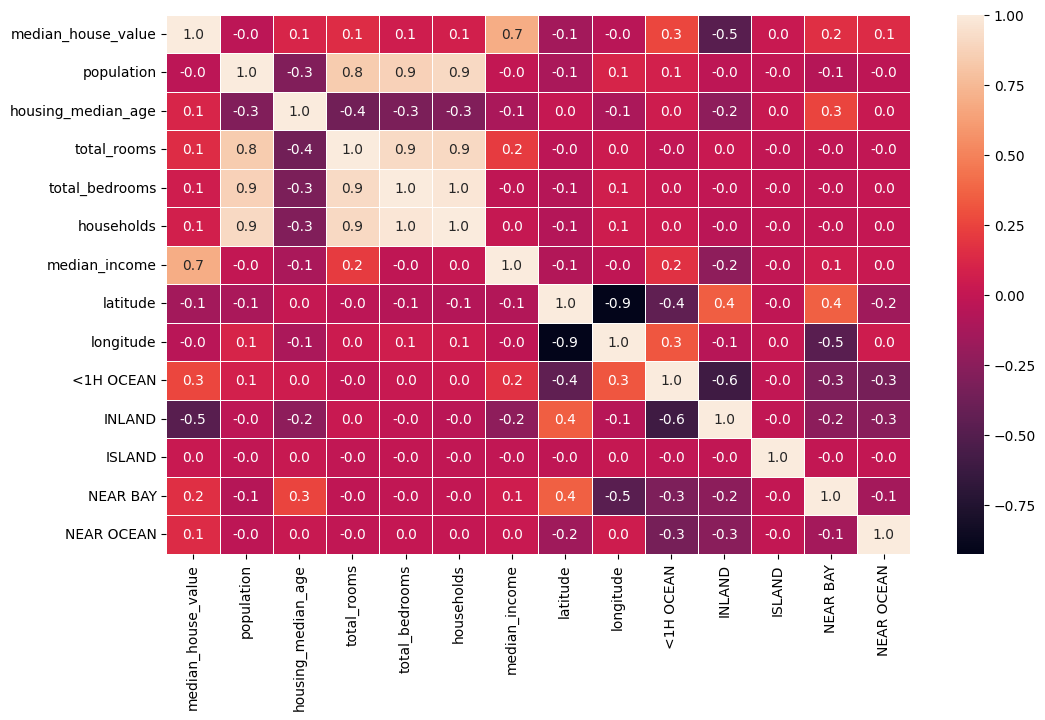 median_house_value 1.0 -0.0 0.1 0.1 0.1 0.1 0.7 -0.1 -0.0 0.3 -0.5 0.0 0.2 0.1
population -0.0 1.0 -0.3 0.8 0.9 0.9 -0.0 -0.1 0.1 0.1 -0.0 -0.0 -0.1 -0.0
housing_median_age 0.1 -0.3 1.0 -0.4 -0.3 -0.3 -0.1 0.0 -0.1 0.0 -0.2 0.0 0.3 0.0
total_rooms 0.1 0.8 -0.4 1.0 0.9 0.9 0.2 -0.0 0.0 -0.0 0.0 -0.0 -0.0 -0.0
total_bedrooms 0.1 0.9 -0.3 0.9 1.0 1.0 -0.0 -0.1 0.1 0.0 -0.0 -0.0 -0.0 0.0
households 0.1 0.9 -0.3 0.9 1.0 1.0 0.0 -0.1 0.1 0.0 -0.0 -0.0 -0.0 0.0
median_income 0.7 -0.0 -0.1 0.2 -0.0 0.0 1.0 -0.1 -0.0 0.2 -0.2 -0.0 0.1 0.0
latitude -0.1 -0.1 0.0 -0.0 -0.1 -0.1 -0.1 1.0 -0.9 -0.4 0.4 -0.0 0.4 -0.2
longitude -0.0 0.1 -0.1 0.0 0.1 0.1 -0.0 -0.9 1.0 0.3 -0.1 0.0 -0.5 0.0
<1H OCEAN 0.3 0.1 0.0 -0.0 0.0 0.0 0.2 -0.4 0.3 1.0 -0.6 -0.0 -0.3 -0.3
INLAND -0.5 -0.0 -0.2 0.0 -0.0 -0.0 -0.2 0.4 -0.1 -0.6 1.0 -0.0 -0.2 -0.3
ISLAND 0.0 -0.0 0.0 -0.0 -0.0 -0.0 -0.0 -0.0 0.0 -0.0 -0.0 1.0 -0.0 -0.0
NEAR BAY 0.2 -0.1 0.3 -0.0 -0.0 -0.0 0.1 0.4 -0.5 -0.3 -0.2 -0.0 1.0 -0.1
NEAR OCEAN 0.1 -0.0 0.0 -0.0 0.0 0.0 0.0 -0.2 0.0 -0.3 -0.3 -0.0 -0.1 1.0
median_house_value
population
housing_median_age
total_rooms
total_bedrooms
households
median_income
latitude
longitude
<1H OCEAN
INLAND
ISLAND
NEAR BAY
NEAR OCEAN
1.00
0.75
0.50
0.25
0.00
−0.25
−0.50
−0.75